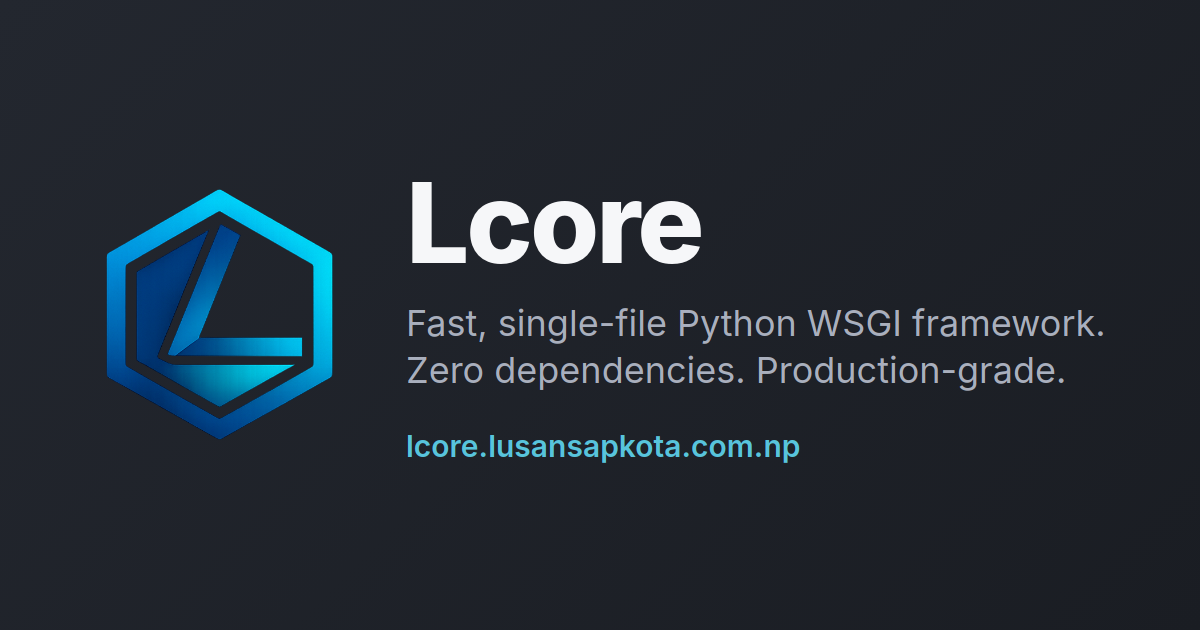 Lcore
Fast, single-file Python WSGI framework.
Zero dependencies. Production-grade.
lcore.lusansapkota.com.np